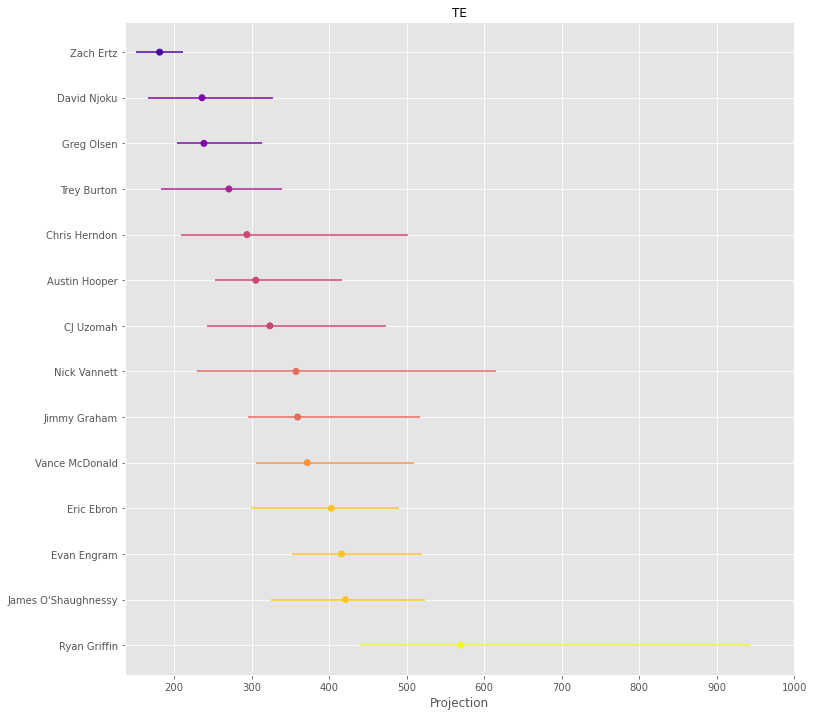 TE
Zach Ertz
David Njoku
Greg Olsen
Trey Burton
Chris Herndon
Austin Hooper
CJ Uzomah
Nick Vannett
Jimmy Graham
Vance McDonald
Eric Ebron
Evan Engram
James O'Shaughnessy
Ryan Griffin
200 300 400 500 600 700 800 900 1000
Projection